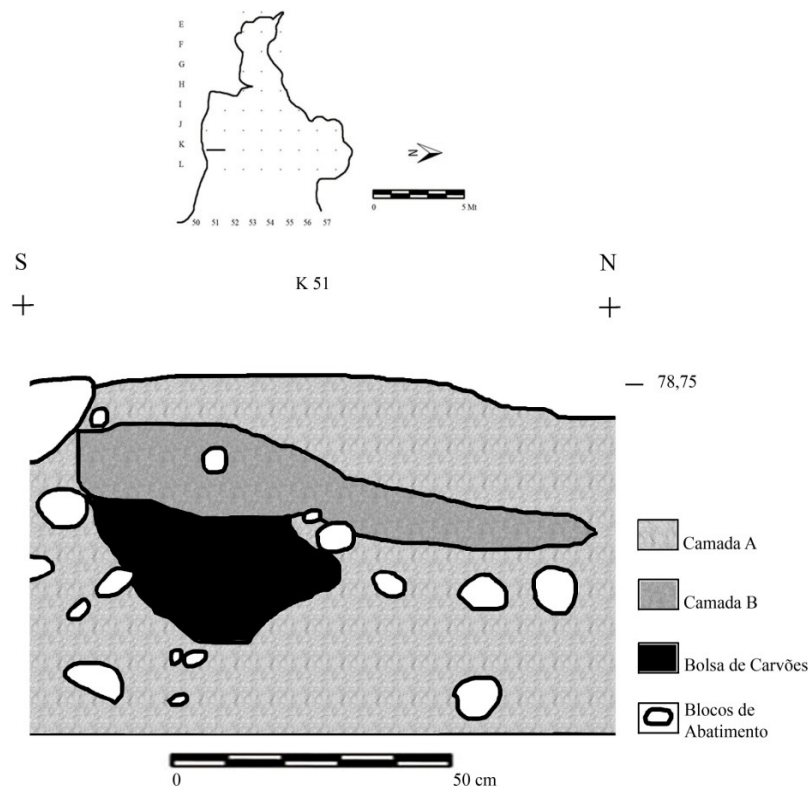 E
F
G
H
I
J
K
L
50 51 52 53 54 55 56 57
N
0 5 Mt
S
K 51
N
78,75
Camada A
Camada B
Bolsa de Carvões
Blocos de
Abatimento
0 50 cm